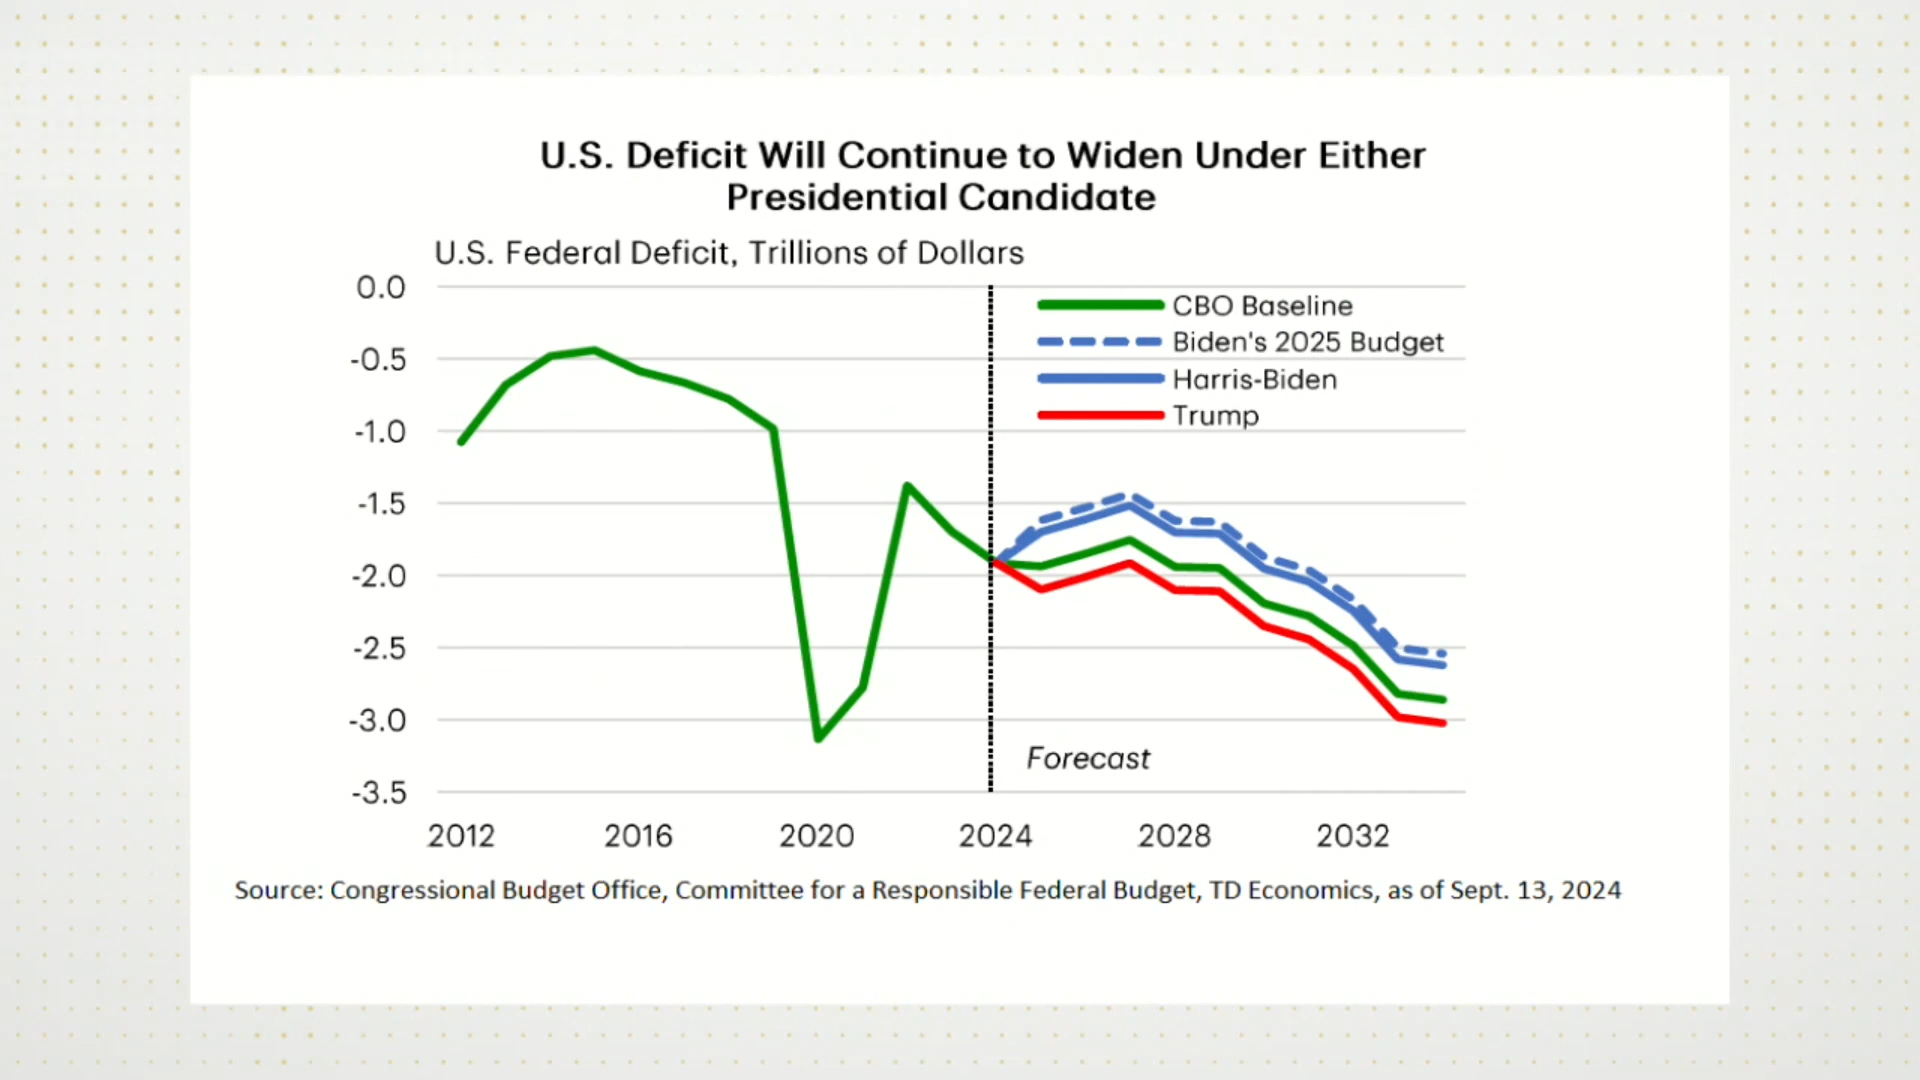 U.S. Deficit Will Continue to Widen Under Either
Presidential Candidate
U.S. Federal Deficit, Trillions of Dollars
0.0
-0.5
-1.0
-1.5
-2.0
-2.5
-3.0
-3.5
CBO Baseline
Biden's 2025 Budget
Harris-Biden
Trump
Forecast
2012 2016 2020 2024 2028 2032
Source: Congressional Budget Office, Committee for a Responsible Federal Budget, TD Economics, as of Sept. 13, 2024